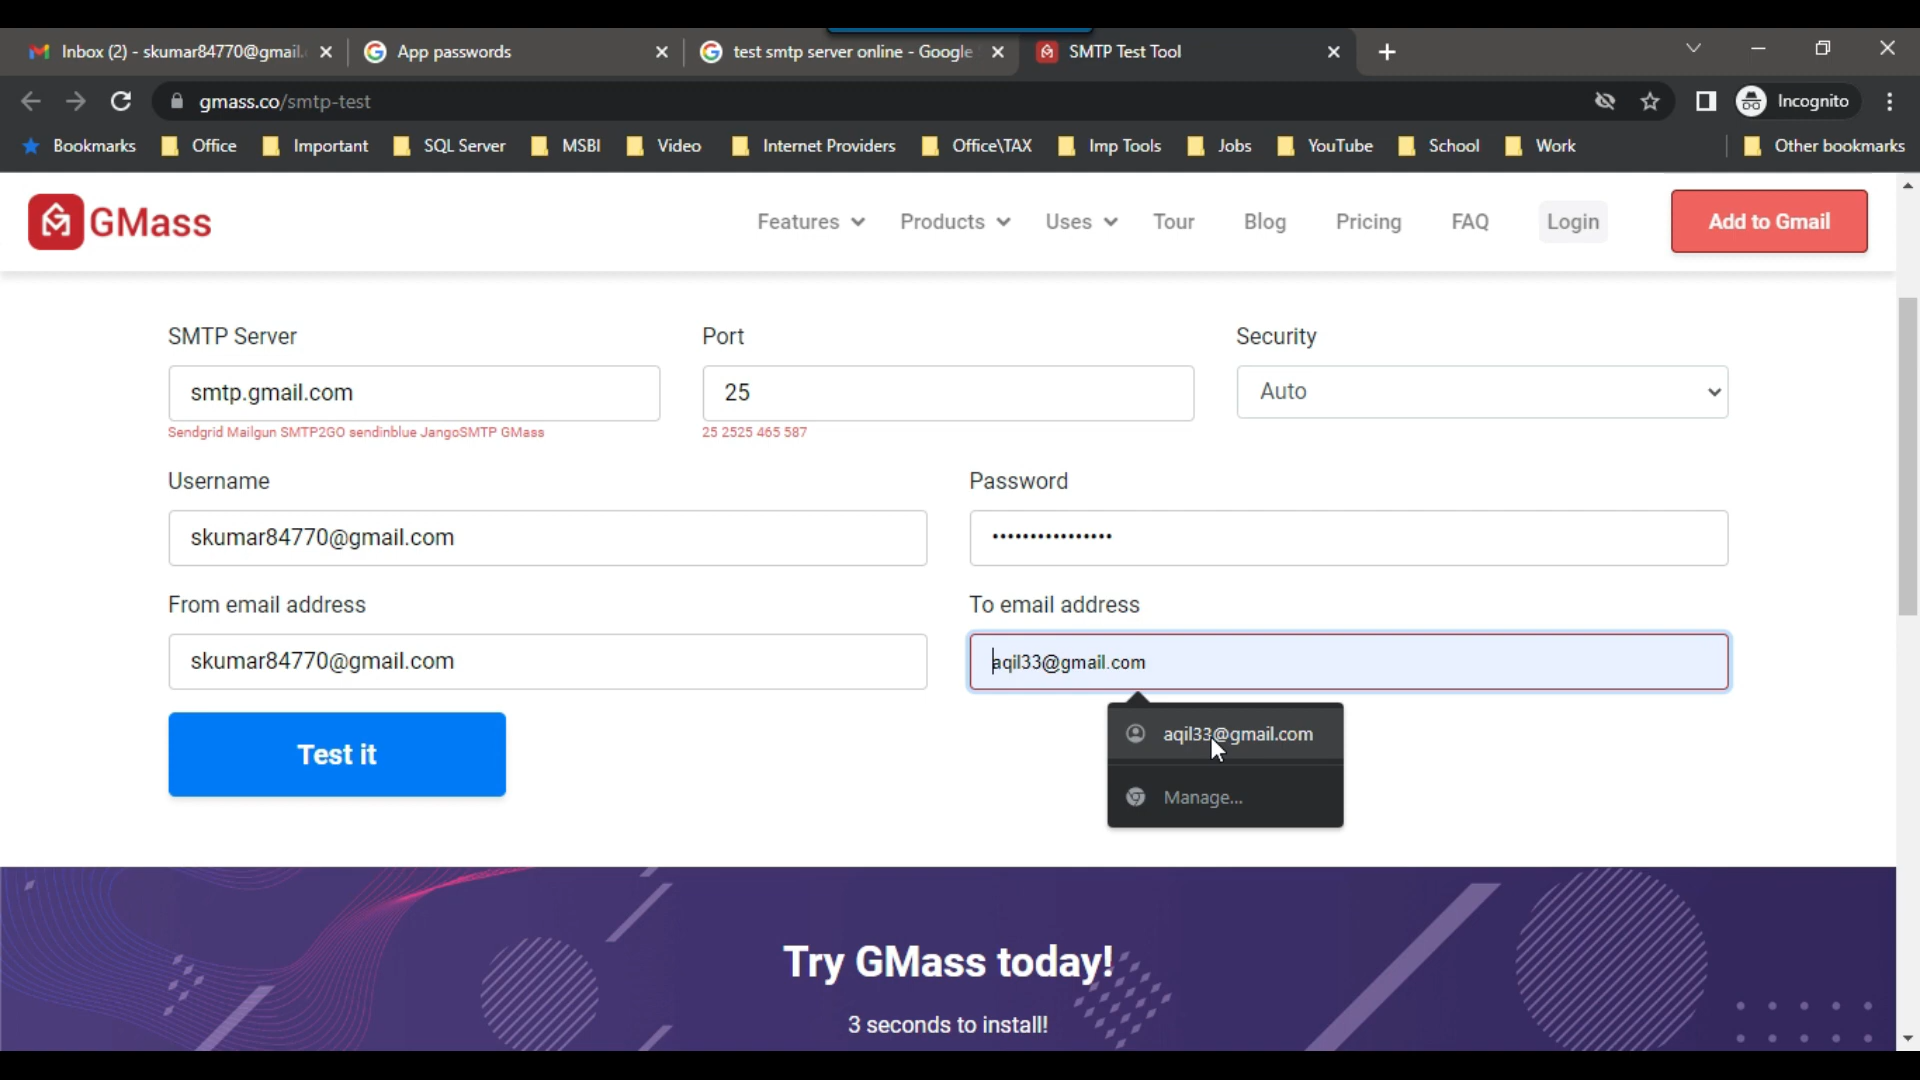 Inbox (2) - skumar84770@gmail. App passwords test smtp server online - Google SMTP Test Tool
gmass.co/smtp-test Incognito
Bookmarks Office Important SQL Server MSBI Video Internet Providers Office\TAX Imp Tools Jobs YouTube School Work Other bookmarks
GMass Features Products Uses Tour Blog Pricing FAQ Login Add to Gmail
SMTP Server Port Security
smtp.gmail.com 25 Auto
Sendgrid Mailgun SMTP2GO sendinblue JangoSMTP GMass 25 2525 465 587
Username Password
skumar84770@gmail.com ••••••••••••••••
From email address To email address
skumar84770@gmail.com aqil33@gmail.com
aqil33@gmail.com
Test it
Manage...
Try GMass today!
3 seconds to install!